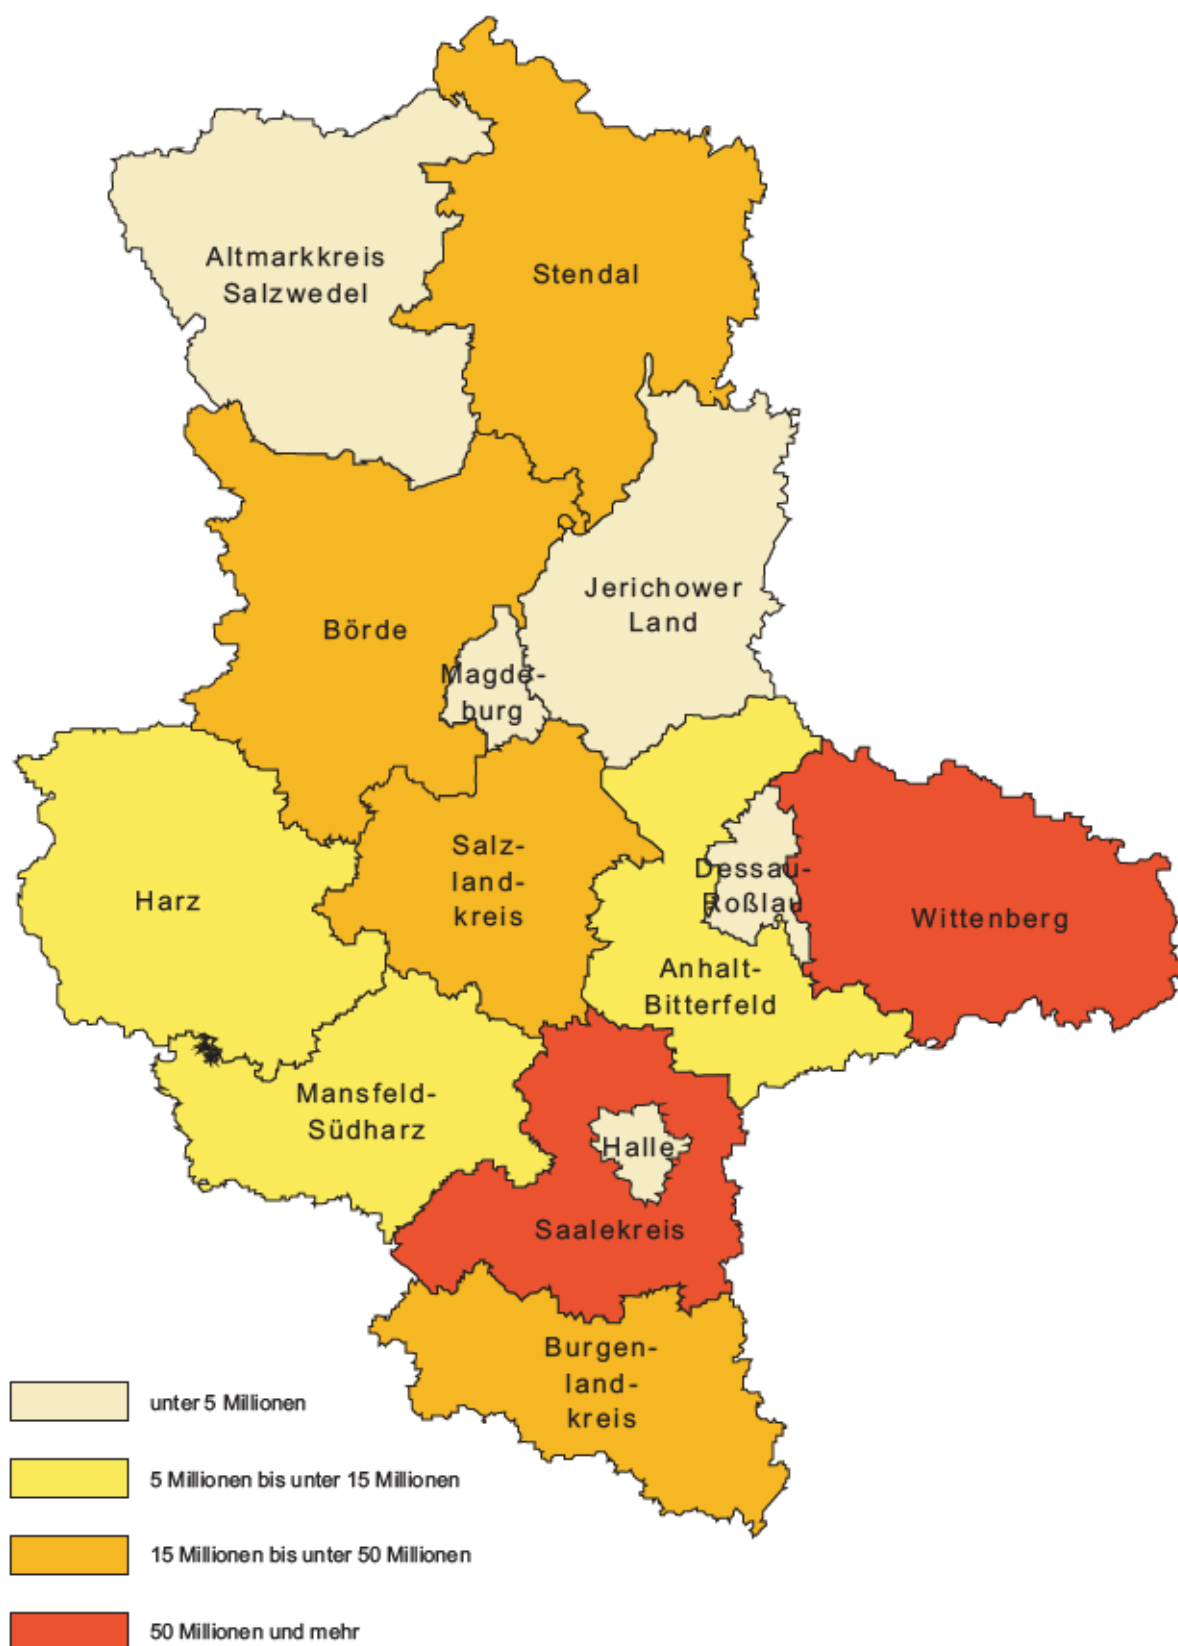 Altmarkkreis
Salzwedel
Stendal
Jerichower
Land
Börde
Magde-
burg
Salz-
land-
kreis
Harz
Dessau-
Roßlau
Wittenberg
Anhalt-
Bitterfeld
Mansfeld-
Südharz
Halle
Saalekreis
Burgen-
land-
kreis
unter 5 Millionen
5 Millionen bis unter 15 Millionen
15 Millionen bis unter 50 Millionen
50 Millionen und mehr